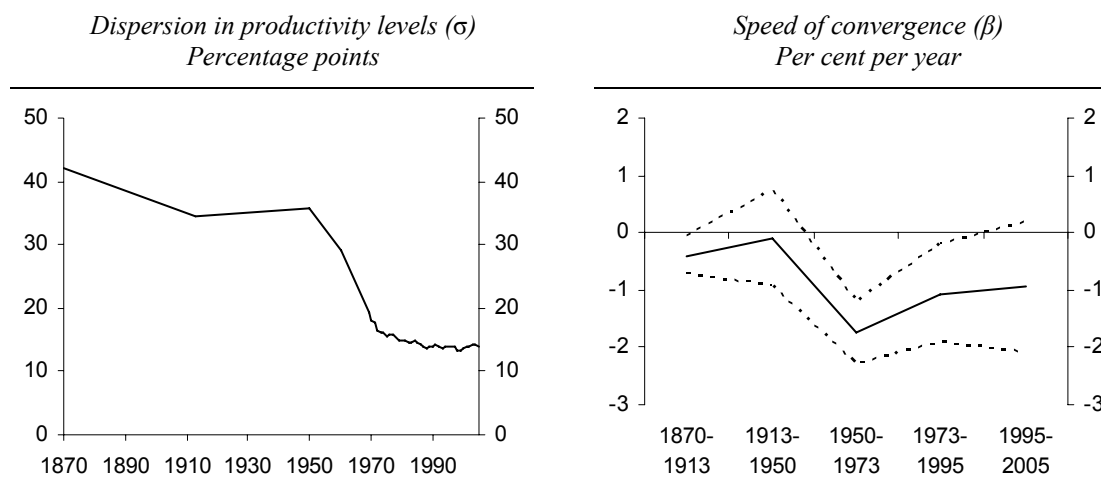 Dispersion in productivity levels (σ)
Percentage points
50 50
40 40
30 30
20 20
10 10
0 0
1870 1890 1910 1930 1950 1970 1990
Speed of convergence (β)
Per cent per year
2 2
1 1
0 0
-1 -1
-2 -2
-3 -3
1870- 1913- 1950- 1973- 1995-
1913 1950 1973 1995 2005